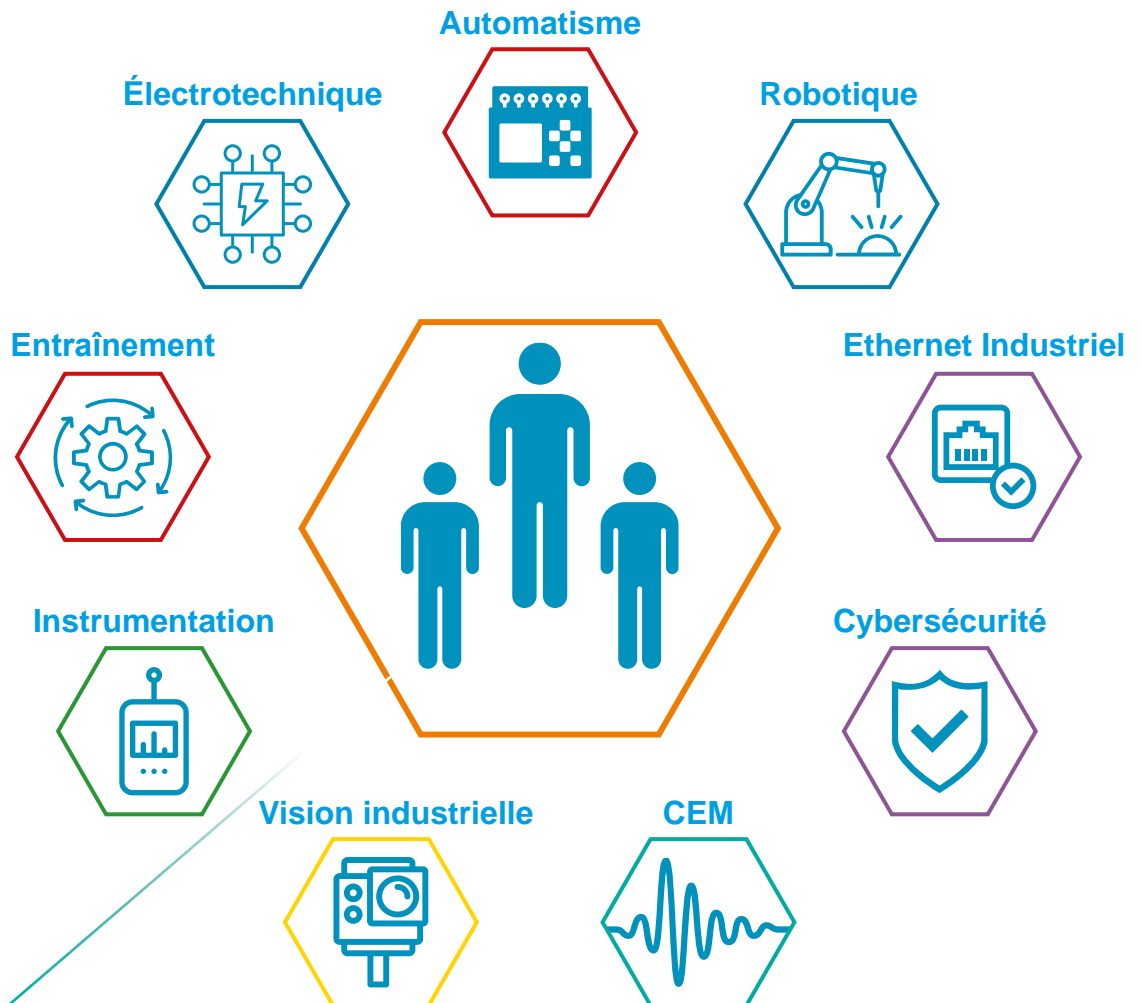 Automatisme
Électrotechnique
Robotique
Entraînement
Ethernet Industriel
Instrumentation
Cybersécurité
Vision industrielle
CEM